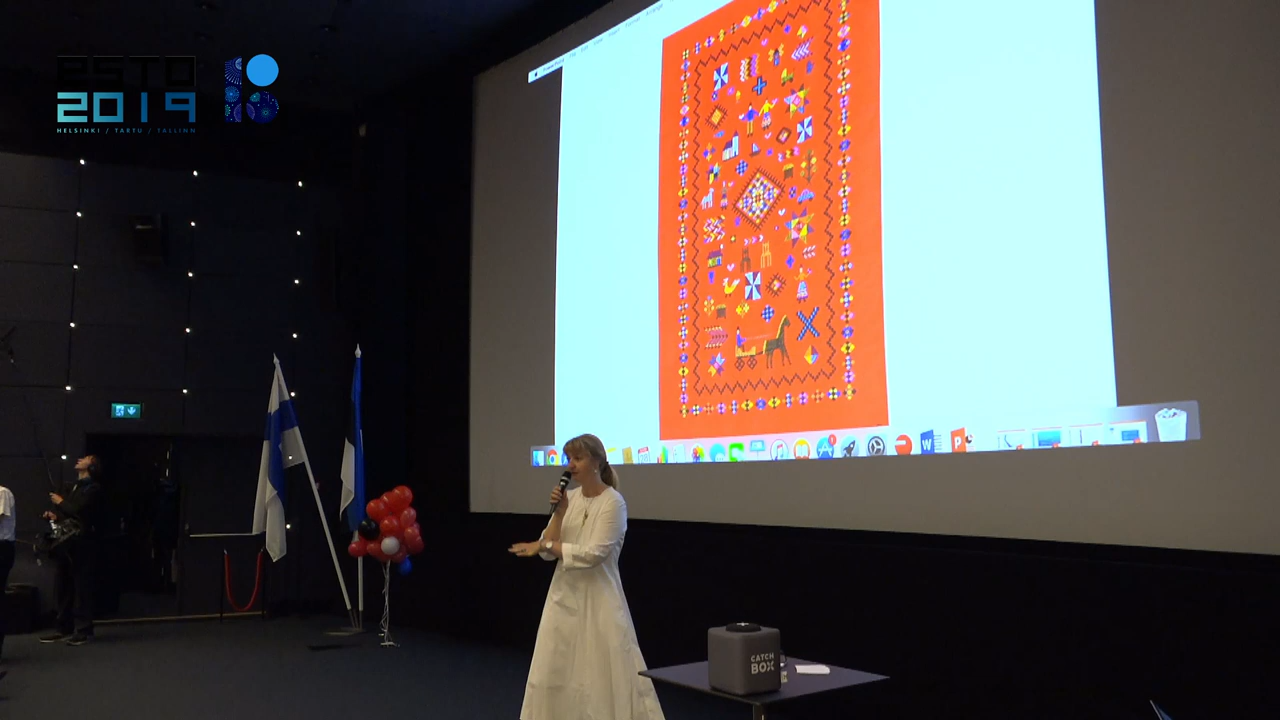 ESTO
2019
HELSINKI / TARTU / TALLINN
CATCH
BOX
W
P